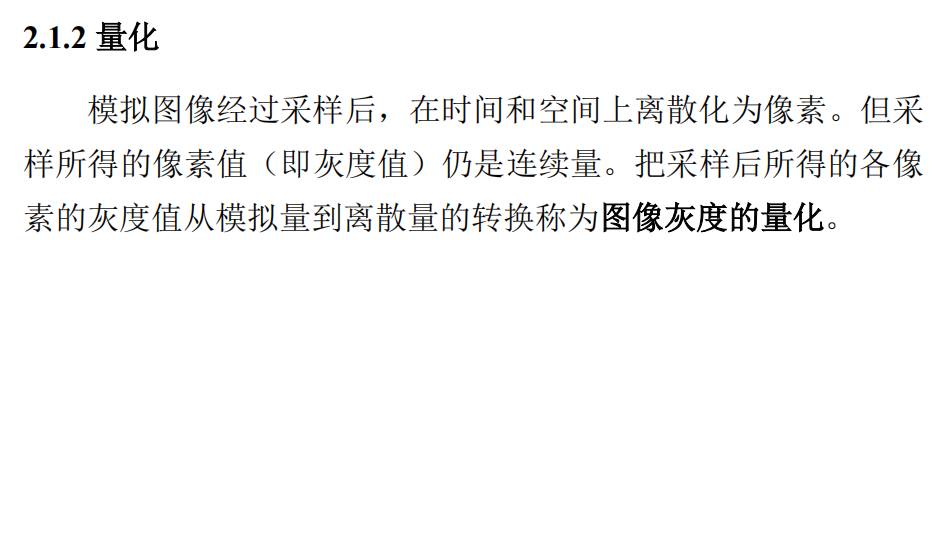 2.1.2 量化
模拟图像经过采样后，在时间和空间上离散化为像素。但采
样所得的像素值（即灰度值）仍是连续量。把采样后所得的各像
素的灰度值从模拟量到离散量的转换称为图像灰度的量化。